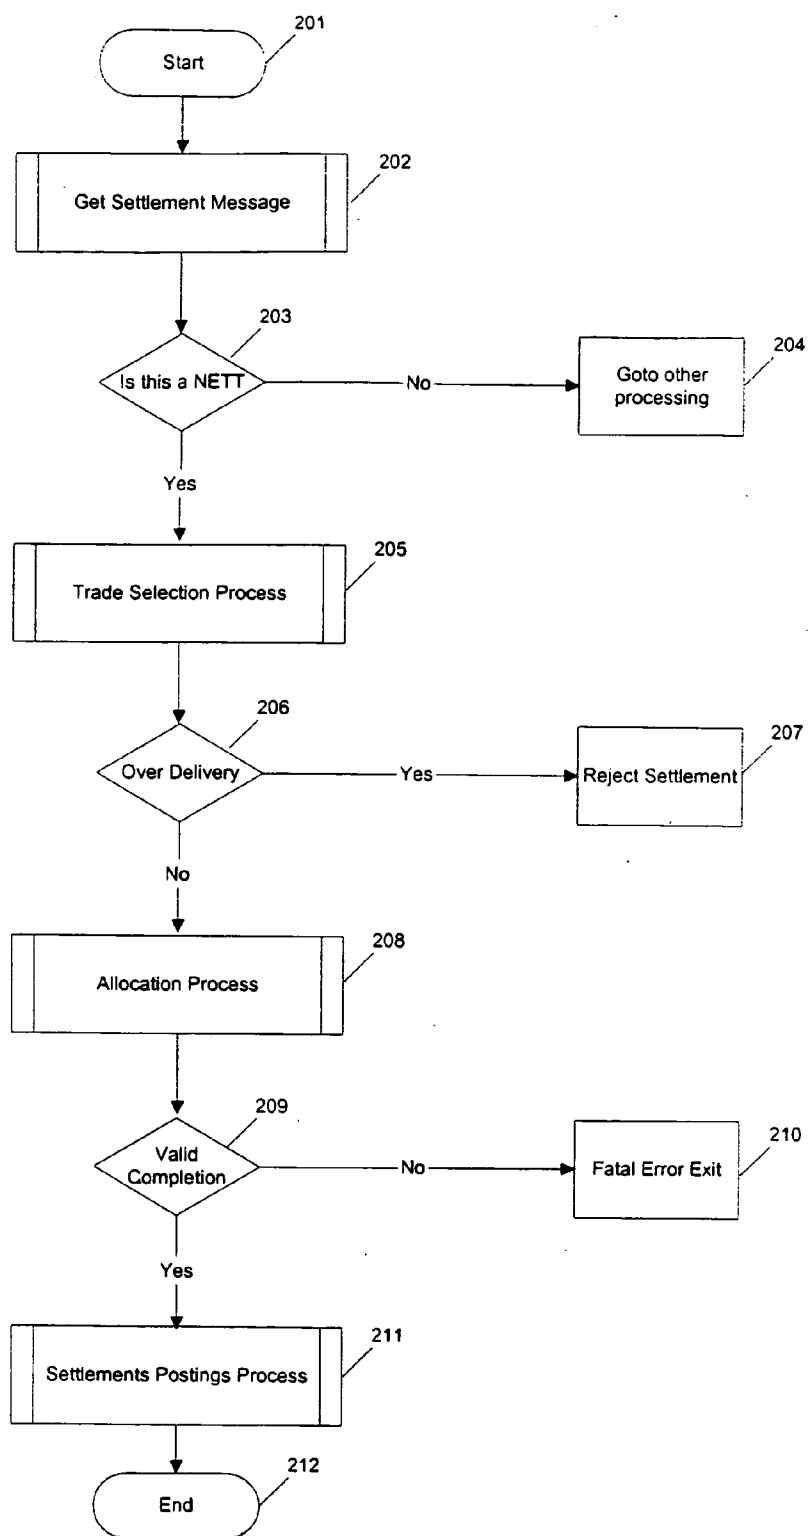 201
Start
202
Get Settlement Message
203
Is this a NETT
No
204
Goto other
processing
Yes
205
Trade Selection Process
206
Over Delivery
Yes
207
Reject Settlement
No
208
Allocation Process
209
Valid
Completion
No
210
Fatal Error Exit
Yes
211
Settlements Postings Process
212
End